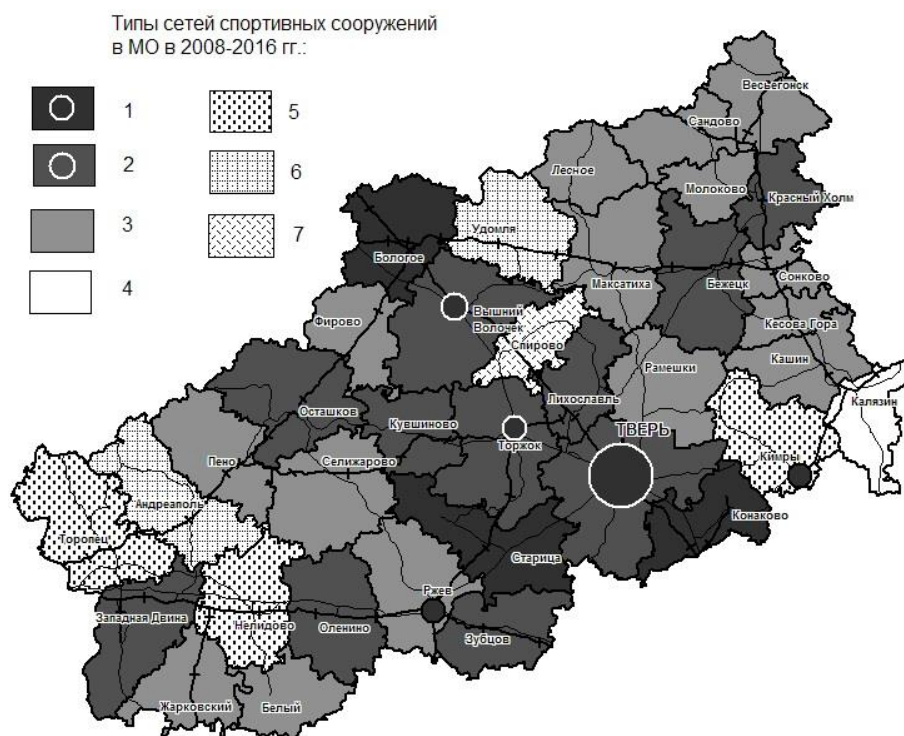 Типы сетей спортивных сооружений
в МО в 2008-2016 гг.:
1
5
2
6
3
7
4
Весьегонск
Сандово
Лесное
Молоково
Красный Холм
Удомля
Бологое
Сонково
Максатиха
Бежецк
Вышний
Волочек
Фирово
Кесова Гора
Спирово
Кашин
Рамешки
Лихославль
Калязин
Осташков
Кувшиново
ТВЕРЬ
Торжок
Кимры
Селижарово
Пено
Андреаполь
Конаково
Торопец
Старица
Ржев
Западная Двина
Нелидово
Оленино
Зубцов
Жарковский
Белый